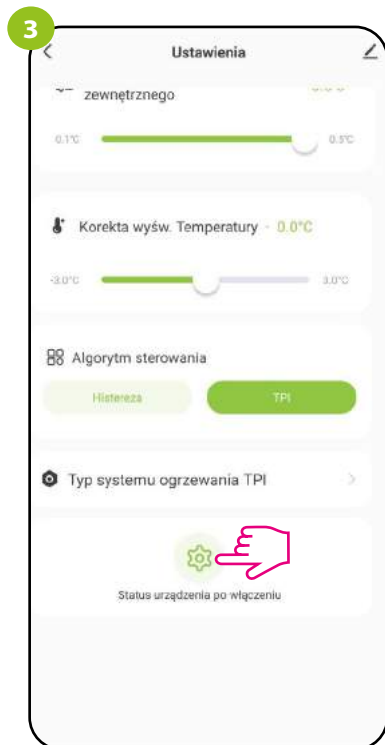 3
Ustawienia
zewnętrznego
0.1°C 0.5°C
Korekta wyśw. Temperatury - 0.0°C
-3.0°C 3.0°C
Algorytm sterowania
Histereza TPI
Typ systemu ogrzewania TPI
Status urządzenia po włączeniu